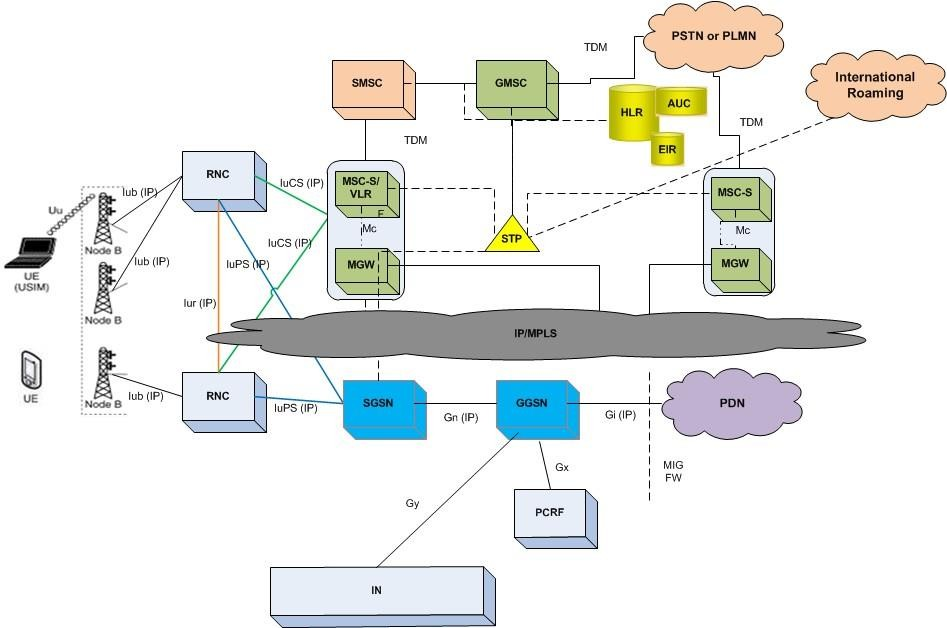 PSTN or PLMN
TDM
International
Roaming
SMSC
GMSC
HLR
AUC
EIR
TDM
TDM
RNC
IuCS (IP)
MSC-S/
VLR
E
Mc
MGW
MSC-S
Mc
MGW
STP
Iub (IP)
Uu
Node B
UE
(USIM)
Iub (IP)
IuCS (IP)
IuPS (IP)
Iur (IP)
Node B
IP/MPLS
UE
Node B
Iub (IP)
RNC
IuPS (IP)
SGSN
Gn (IP)
GGSN
Gi (IP)
PDN
MIG
FW
Gx
Gy
PCRF
IN